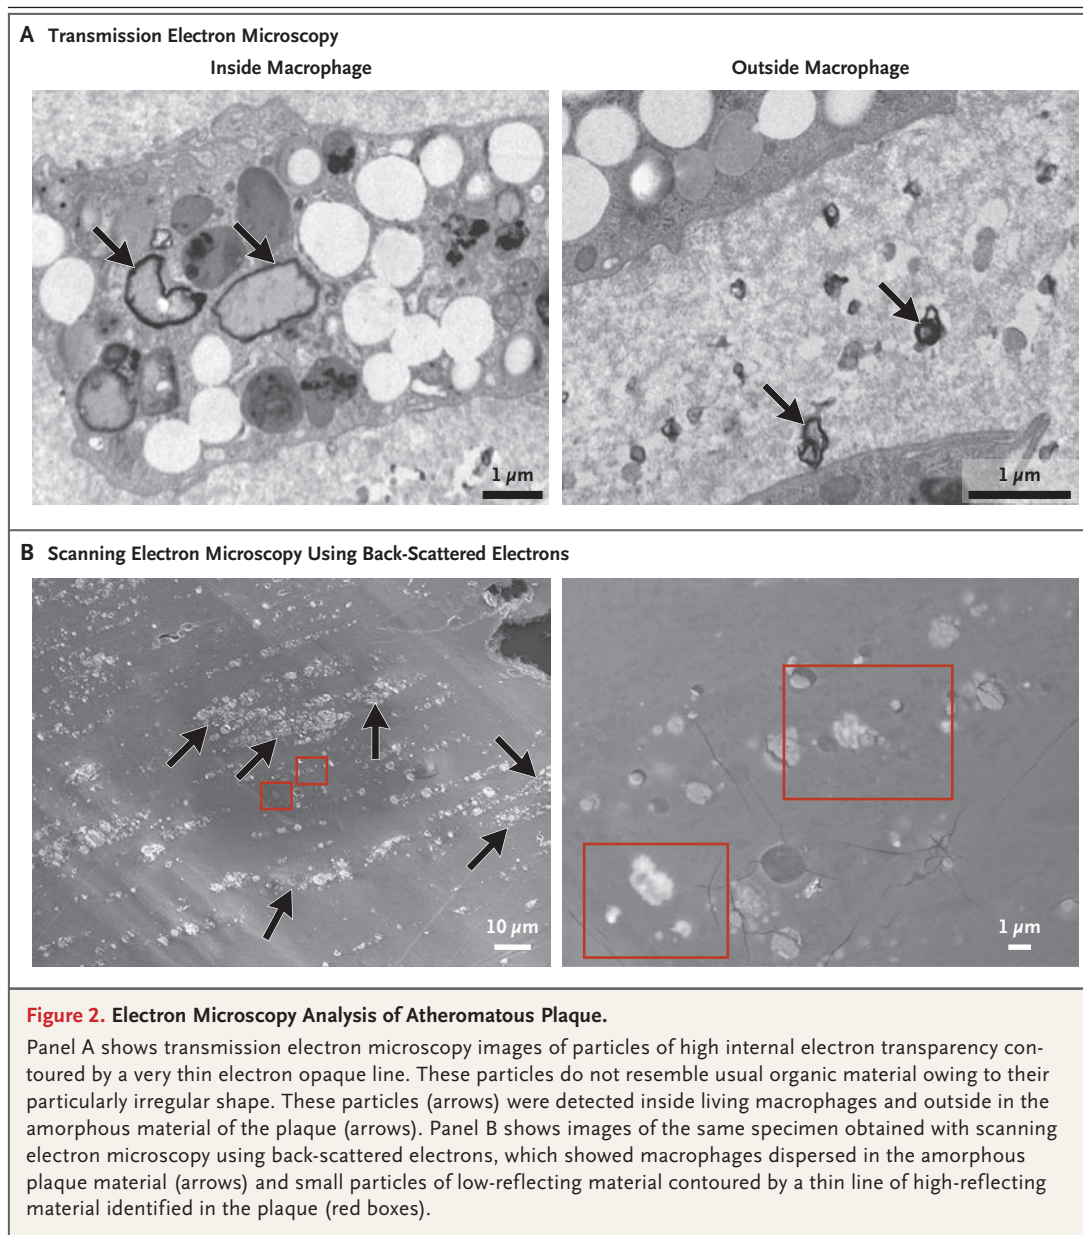 A Transmission Electron Microscopy
Inside Macrophage
Outside Macrophage
1 µm
1 µm
B Scanning Electron Microscopy Using Back-Scattered Electrons
10 µm
1 µm
Figure 2. Electron Microscopy Analysis of Atheromatous Plaque.
Panel A shows transmission electron microscopy images of particles of high internal electron transparency con-
toured by a very thin electron opaque line. These particles do not resemble usual organic material owing to their
particularly irregular shape. These particles (arrows) were detected inside living macrophages and outside in the
amorphous material of the plaque (arrows). Panel B shows images of the same specimen obtained with scanning
electron microscopy using back-scattered electrons, which showed macrophages dispersed in the amorphous
plaque material (arrows) and small particles of low-reflecting material contoured by a thin line of high-reflecting
material identified in the plaque (red boxes).